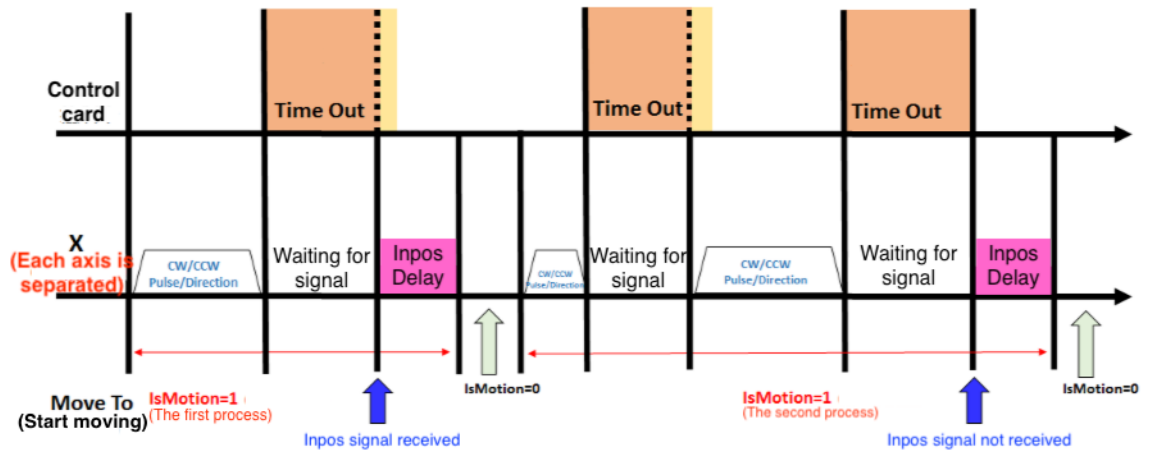 Control
card
Time Out
Time Out
Time Out
X
(Each axis is
separated)
CW/CCW
Pulse/Direction
Waiting for
signal
Inpos
Delay
CW/CCW
Pulse/Direction
Waiting for
signal
CW/CCW
Pulse/Direction
Waiting for
signal
Inpos
Delay
Move To
(Start moving)
IsMotion=1
(The first process)
Inpos signal received
IsMotion=0
IsMotion=1
(The second process)
Inpos signal not received
IsMotion=0